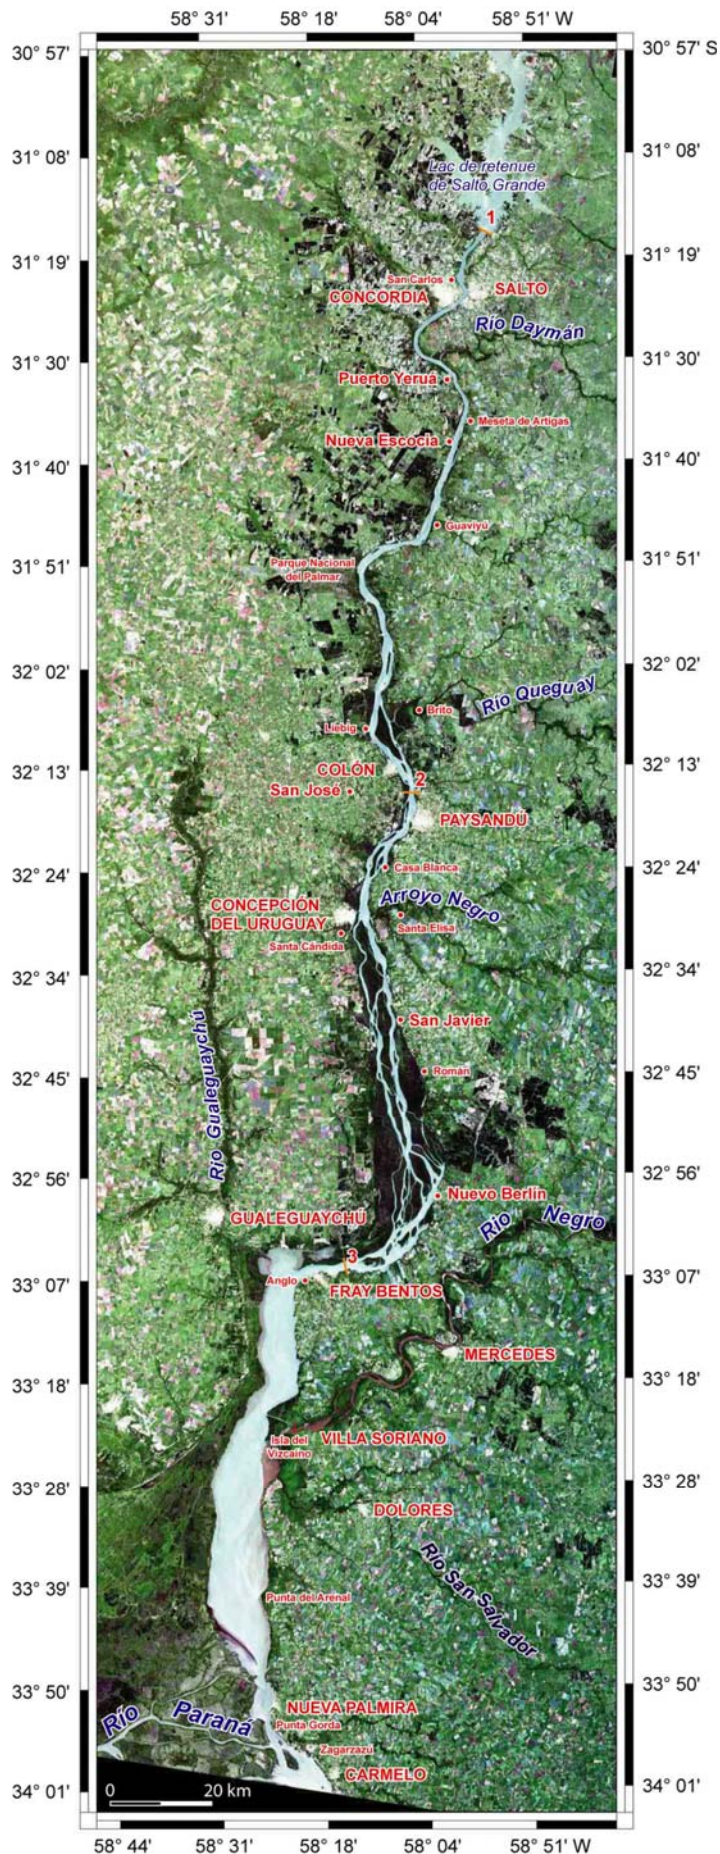 58° 31' 58° 18' 58° 04' 58° 51' W
30° 57' 30° 57' S
31° 08' 31° 08'
Lac de retenue
de Salto Grande
1
31° 19' 31° 19'
San Carlos
CONCORDIA SALTO
Río Daymán
31° 30' 31° 30'
Puerto Yeruá
Meseta de Artigas
Nueva Escocia
31° 40' 31° 40'
Guaviyú
31° 51' 31° 51'
Parque Nacional
del Palmar
32° 02' 32° 02'
Río Queguay
Brito
Liebig
32° 13' 32° 13'
COLÓN 2
San José
PAYSANDÚ
32° 24' 32° 24'
Casa Blanca
Arroyo Negro
CONCEPCIÓN
DEL URUGUAY
Santa Elisa
Santa Cándida
32° 34' 32° 34'
San Javier
Río Gualeguaychú
32° 45' 32° 45'
Román
32° 56' 32° 56'
Nuevo Berlín
GUALEGUAYCHÚ
Río Negro
3
33° 07' 33° 07'
Anglo
FRAY BENTOS
MERCEDES
33° 18' 33° 18'
Isla del
Vizcaíno
VILLA SORIANO
33° 28' 33° 28'
DOLORES
Río San Salvador
33° 39' 33° 39'
Punta del Arenal
33° 50' 33° 50'
NUEVA PALMIRA
Río Paraná
Punta Gorda
Zagarzazú
CARMELO
34° 01' 34° 01'
0 20 km
58° 44' 58° 31' 58° 18' 58° 04' 58° 51' W